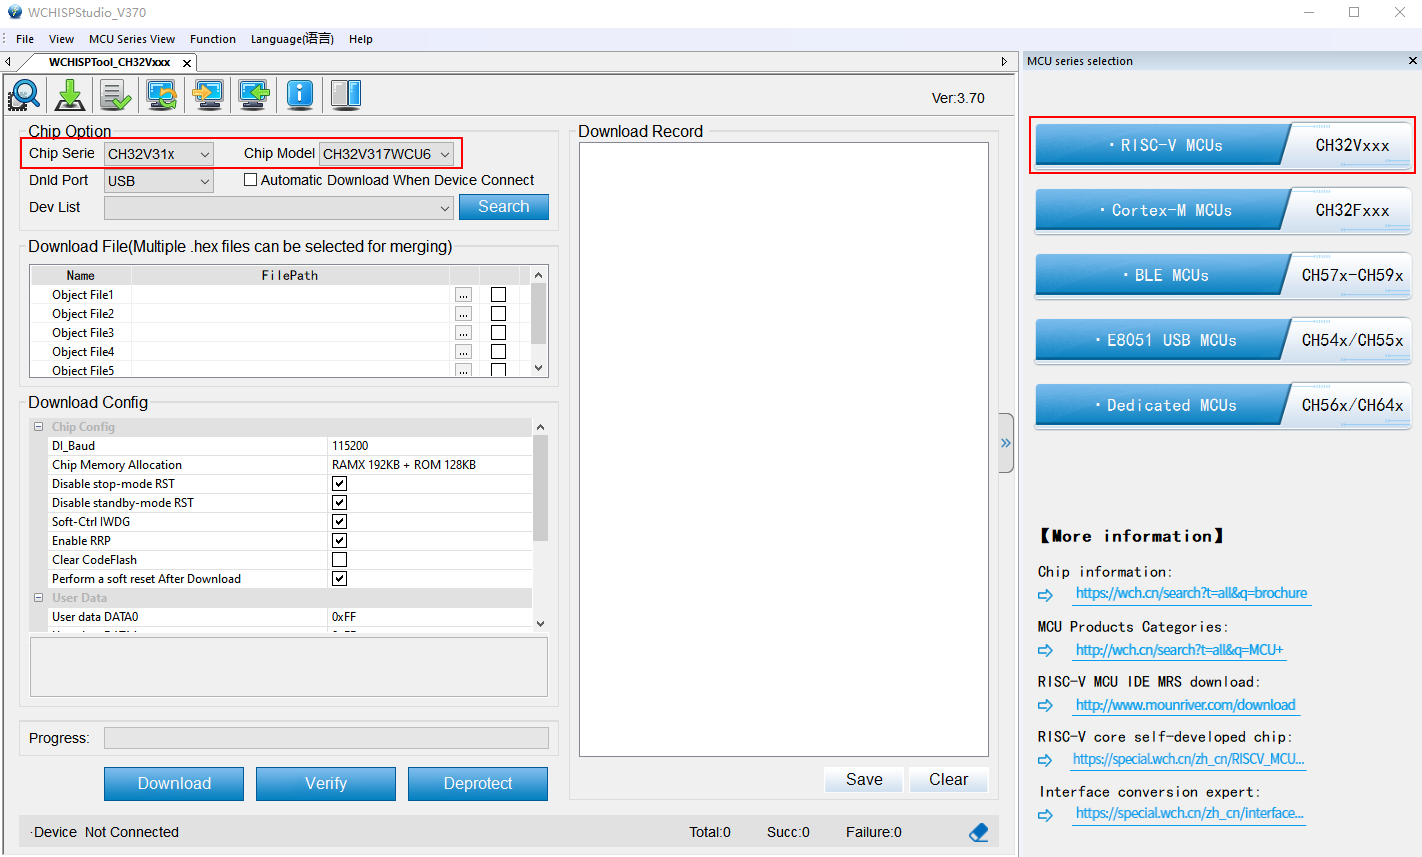 WCHISPStudio_V370
File View MCU Series View Function Language(语言) Help
WCHISPTool_CH32Vxxx
MCU series selection
Ver:3.70
Chip Option
Chip Serie CH32V31x Chip Model CH32V317WCU6
Dnld Port USB Automatic Download When Device Connect
Dev List Search
Download File(Multiple .hex files can be selected for merging)
Name FilePath
Object File1 ...
Object File2 ...
Object File3 ...
Object File4 ...
Object File5 ...
Download Config
Chip Config
DI_Baud 115200
Chip Memory Allocation RAMX 192KB + ROM 128KB
Disable stop-mode RST
Disable standby-mode RST
Soft-Ctrl IWDG
Enable RRP
Clear CodeFlash
Perform a soft reset After Download
User Data
User data DATA0 0xFF
Progress:
Download Verify Deprotect
Download Record
Save Clear
·Device Not Connected Total:0 Succ:0 Failure:0
·RISC-V MCUs CH32Vxxx
·Cortex-M MCUs CH32Fxxx
·BLE MCUs CH57x-CH59x
·E8051 USB MCUs CH54x/CH55x
·Dedicated MCUs CH56x/CH64x
【More information】
Chip information:
https://wch.cn/search?t=all&q=brochure
MCU Products Categories:
http://wch.cn/search?t=all&q=MCU+
RISC-V MCU IDE MRS download:
http://www.mounriver.com/download
RISC-V core self-developed chip:
https://special.wch.cn/zh_cn/RISCV_MCU...
Interface conversion expert:
https://special.wch.cn/zh_cn/interface...